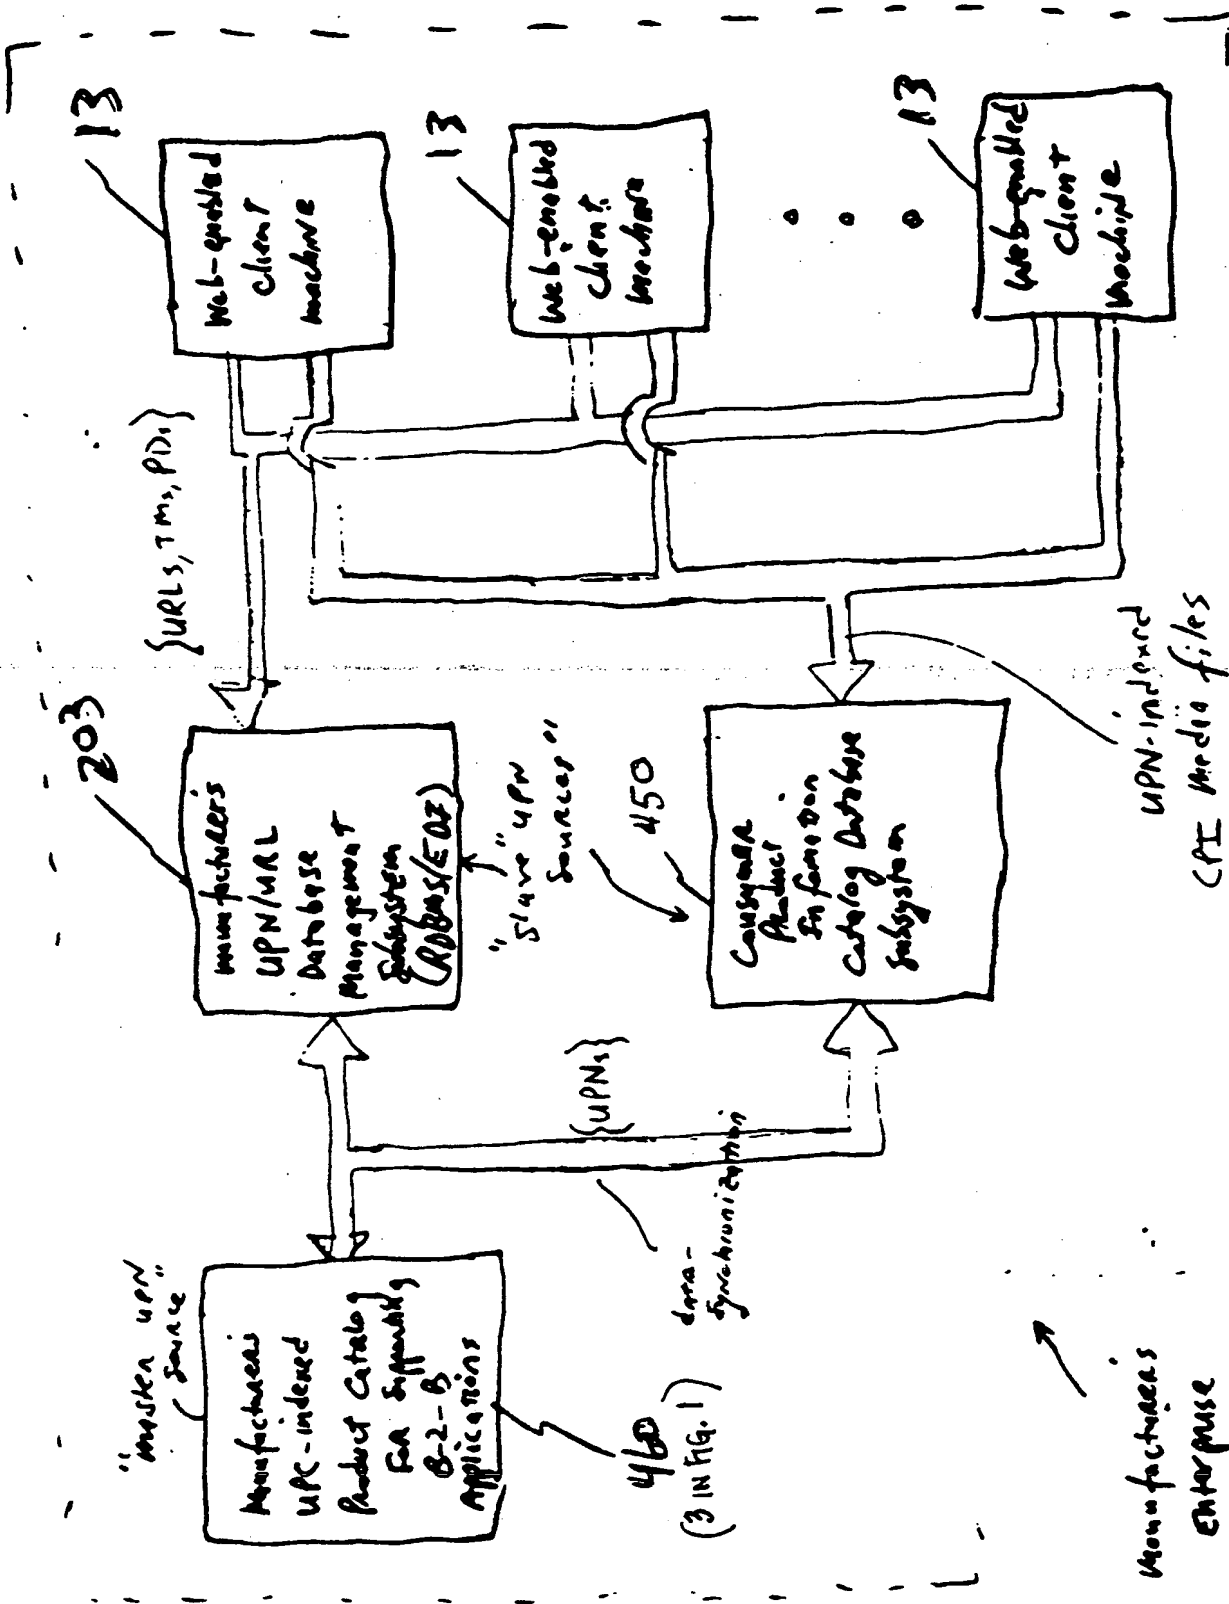 "master UPN
source"
Manufacturers
UPC-indexed
Product Catalog
For Supporting
B-2-B
Applications
460
(3 IN FIG. 1)
203
manufacturers
UPN/URL
Database
Management
Subsystem
(RDBMS/EDI)
"slave" UPN
sources"
{UPNs}
data-
synchronization
450
Consumer
Product
Information
Catalog Database
Subsystem
{URLs, TMs, PDs}
13
Web-enabled
client
machine
13
Web-enabled
client
machine
13
Web-enabled
client
machine
UPN-indexed
CPI media files
manufacturers
Enterprise